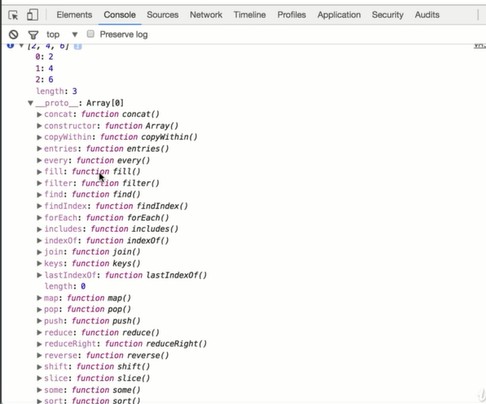 Elements Console Sources Network Timeline Profiles Application Security Audits
top Preserve log
[2, 4, 6]
0: 2
1: 4
2: 6
length: 3
__proto__: Array[0]
concat: function concat()
constructor: function Array()
copyWithin: function copyWithin()
entries: function entries()
every: function every()
fill: function fill()
filter: function filter()
find: function find()
findIndex: function findIndex()
forEach: function forEach()
includes: function includes()
indexOf: function indexOf()
join: function join()
keys: function keys()
lastIndexOf: function lastIndexOf()
length: 0
map: function map()
pop: function pop()
push: function push()
reduce: function reduce()
reduceRight: function reduceRight()
reverse: function reverse()
shift: function shift()
slice: function slice()
some: function some()
sort: function sort()